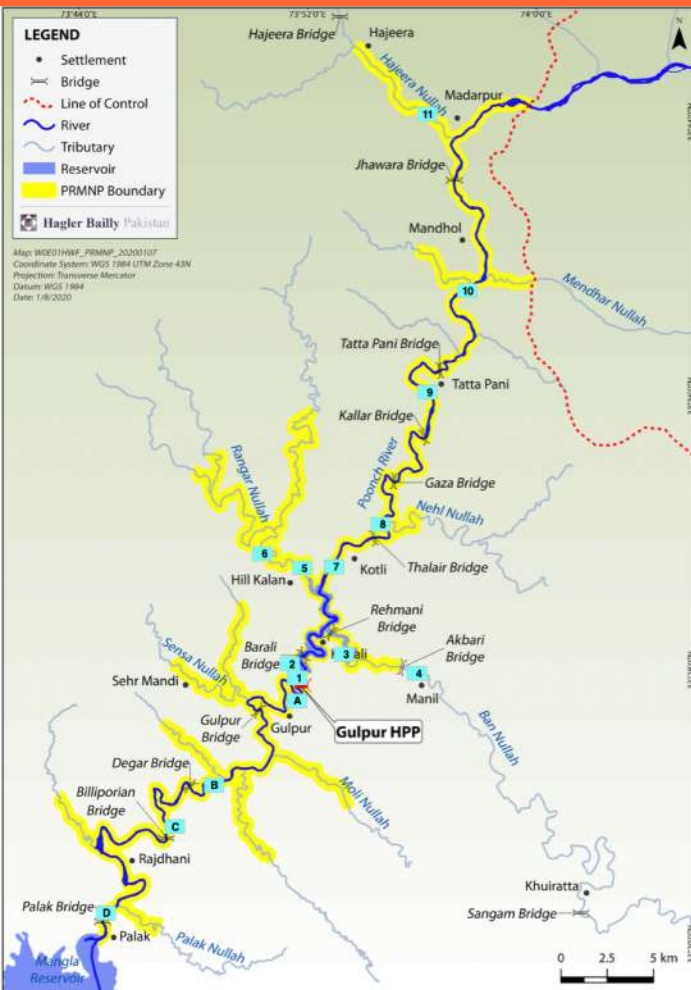 73°44'0"E
73°52'0"E
74°0'0"E
N
LEGEND
Settlement
Bridge
Line of Control
River
Tributary
Reservoir
PRMNP Boundary
Hagler Bailly Pakistan
Map: W0E01HWF_PRMNP_20200107
Coordinate System: WGS 1984 UTM Zone 43N
Projection: Transverse Mercator
Datum: WGS 1984
Date: 1/8/2020
Hajeera Bridge
Hajeera
Hajeera Nullah
Madarpur
11
Jhawara Bridge
Mandhol
10
Mendhar Nullah
Tatta Pani Bridge
Tatta Pani
9
Kallar Bridge
Rangar Nullah
Poonch River
Gaza Bridge
Nehl Nullah
8
6
5
7
Kotli
Thalair Bridge
Hill Kalan
Rehmani
Bridge
Barali
Bridge
2
3
Akbari
Bridge
4
Sensa Nullah
1
Sehr Mandi
Manil
A
Gulpur
Bridge
Gulpur
Gulpur HPP
Ban Nullah
Degar Bridge
B
Moli Nullah
Billiporian
Bridge
C
Rajdhani
Khuiratta
Sangam Bridge
Palak Bridge
D
Palak
Palak Nullah
Mangla
Reservoir
0 2.5 5 km